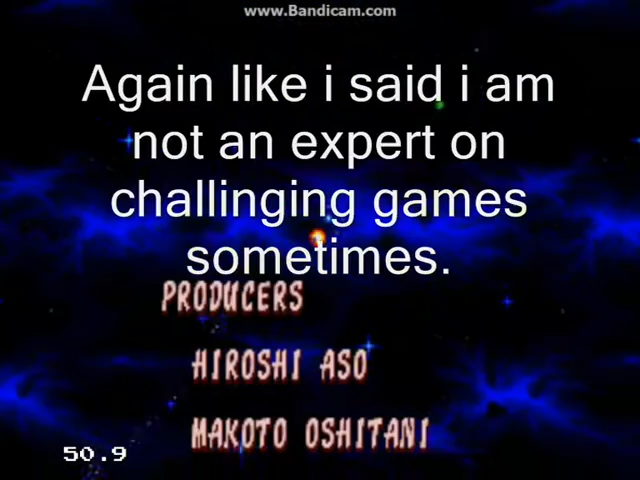 www.Bandicam.com
Again like i said i am
not an expert on
challinging games
sometimes.
PRODUCERS
HIROSHI ASO
MAKOTO OSHITANI
50.9